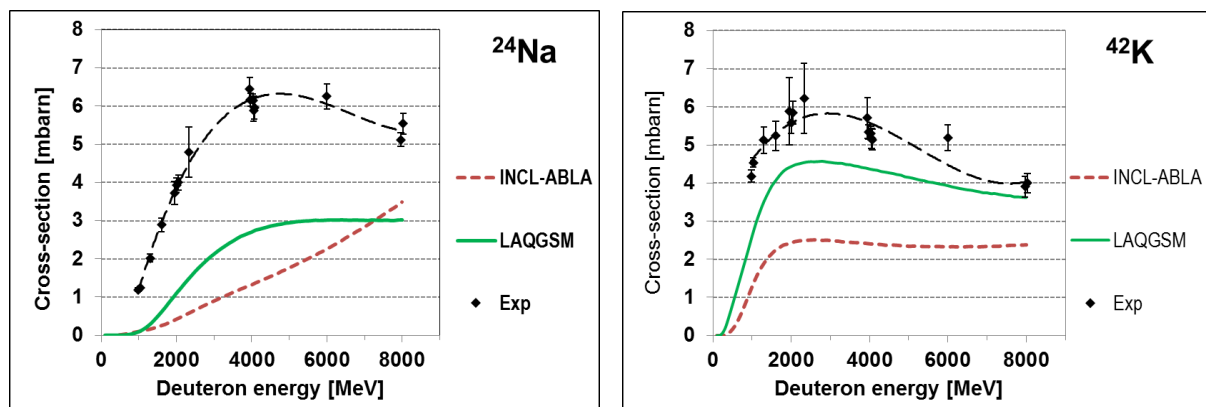 ²⁴Na
8
7
6
5
4
3
2
1
0
0 2000 4000 6000 8000
Cross-section [mbarn]
Deuteron energy [MeV]
INCL-ABLA
LAQGSM
Exp
⁴²K
8
7
6
5
4
3
2
1
0
0 2000 4000 6000 8000
Cross-section [mbarn]
Deuteron energy [MeV]
INCL-ABLA
LAQGSM
Exp